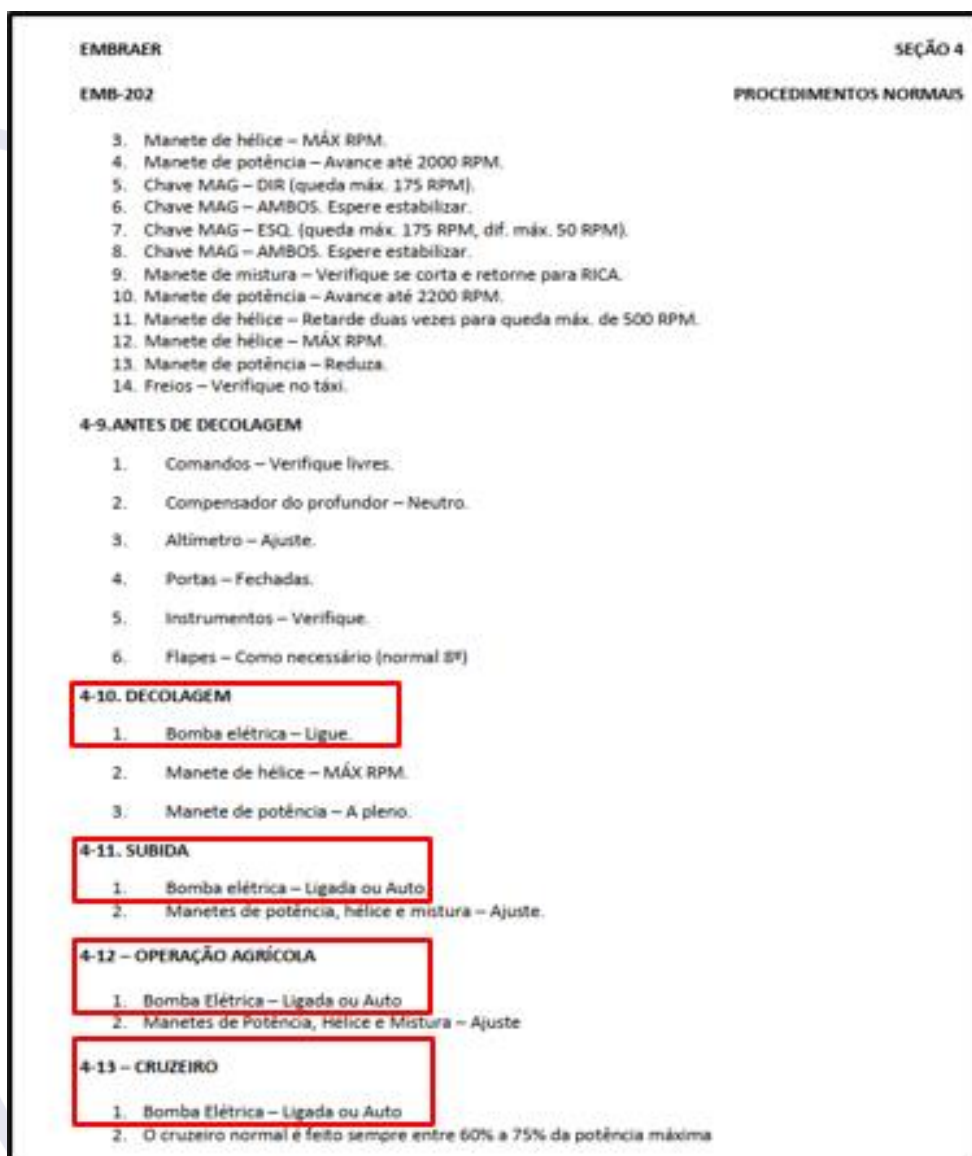 EMBRAER SEÇÃO 4
EMB-202 PROCEDIMENTOS NORMAIS
3. Manete de hélice – MÁX RPM.
4. Manete de potência – Avance até 2000 RPM.
5. Chave MAG – DIR (queda máx. 175 RPM).
6. Chave MAG – AMBOS. Espere estabilizar.
7. Chave MAG – ESQ. (queda máx. 175 RPM, dif. máx. 50 RPM).
8. Chave MAG – AMBOS. Espere estabilizar.
9. Manete de mistura – Verifique se corta e retorne para RICA.
10. Manete de potência – Avance até 2200 RPM.
11. Manete de hélice – Retarde duas vezes para queda máx. de 500 RPM.
12. Manete de hélice – MÁX RPM.
13. Manete de potência – Reduza.
14. Freios – Verifique no táxi.
4-9.ANTES DE DECOLAGEM
1. Comandos – Verifique livres.
2. Compensador do profundor – Neutro.
3. Altímetro – Ajuste.
4. Portas – Fechadas.
5. Instrumentos – Verifique.
6. Flapes – Como necessário (normal 8º)
4-10. DECOLAGEM
1. Bomba elétrica – Ligue.
2. Manete de hélice – MÁX RPM.
3. Manete de potência – A pleno.
4-11. SUBIDA
1. Bomba elétrica – Ligada ou Auto.
2. Manetes de potência, hélice e mistura – Ajuste.
4-12 – OPERAÇÃO AGRÍCOLA
1. Bomba Elétrica – Ligada ou Auto
2. Manetes de Potência, Hélice e Mistura – Ajuste
4-13 – CRUZEIRO
1. Bomba Elétrica – Ligada ou Auto
2. O cruzeiro normal é feito sempre entre 60% a 75% da potência máxima